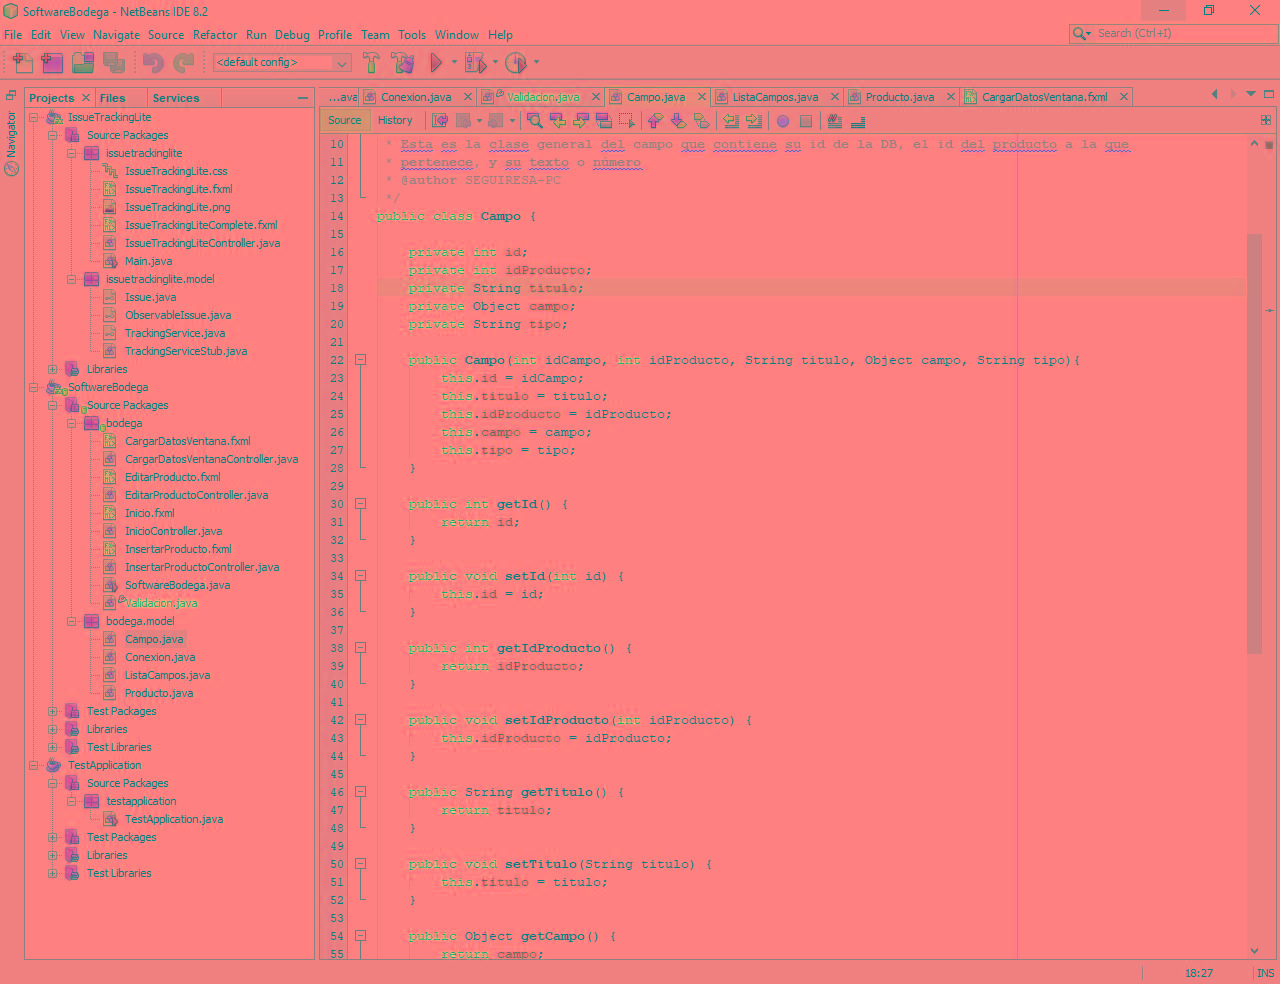 SoftwareBodega - NetBeans IDE 8.2
File Edit View Navigate Source Refactor Run Debug Profile Team Tools Window Help
Search (Ctrl+I)
<default config>
Projects Files Services
Navigator
IssueTrackingLite
Source Packages
issuetrackinglite
IssueTrackingLite.css
IssueTrackingLite.fxml
IssueTrackingLite.png
IssueTrackingLiteComplete.fxml
IssueTrackingLiteController.java
Main.java
issuetrackinglite.model
Issue.java
ObservableIssue.java
TrackingService.java
TrackingServiceStub.java
Libraries
SoftwareBodega
Source Packages
bodega
CargarDatosVentana.fxml
CargarDatosVentanaController.java
EditarProducto.fxml
EditarProductoController.java
Inicio.fxml
InicioController.java
InsertarProducto.fxml
InsertarProductoController.java
SoftwareBodega.java
Validacion.java
bodega.model
Campo.java
Conexion.java
ListaCampos.java
Producto.java
Test Packages
Libraries
Test Libraries
TestApplication
Source Packages
testapplication
TestApplication.java
Test Packages
Libraries
Test Libraries
...ava Conexion.java Validacion.java Campo.java ListaCampos.java Producto.java CargarDatosVentana.fxml
Source History
10 * Esta es la clase general del campo que contiene su id de la DB, el id del producto a la que
11 * pertenece, y su texto o número
12 * @author SEGUIRESA-PC
13 */
14 public class Campo {
15
16 private int id;
17 private int idProducto;
18 private String titulo;
19 private Object campo;
20 private String tipo;
21
22 public Campo(int idCampo, int idProducto, String titulo, Object campo, String tipo){
23 this.id = idCampo;
24 this.titulo = titulo;
25 this.idProducto = idProducto;
26 this.campo = campo;
27 this.tipo = tipo;
28 }
29
30 public int getId() {
31 return id;
32 }
33
34 public void setId(int id) {
35 this.id = id;
36 }
37
38 public int getIdProducto() {
39 return idProducto;
40 }
41
42 public void setIdProducto(int idProducto) {
43 this.idProducto = idProducto;
44 }
45
46 public String getTitulo() {
47 return titulo;
48 }
49
50 public void setTitulo(String titulo) {
51 this.titulo = titulo;
52 }
53
54 public Object getCampo() {
55 return campo;
18:27 INS